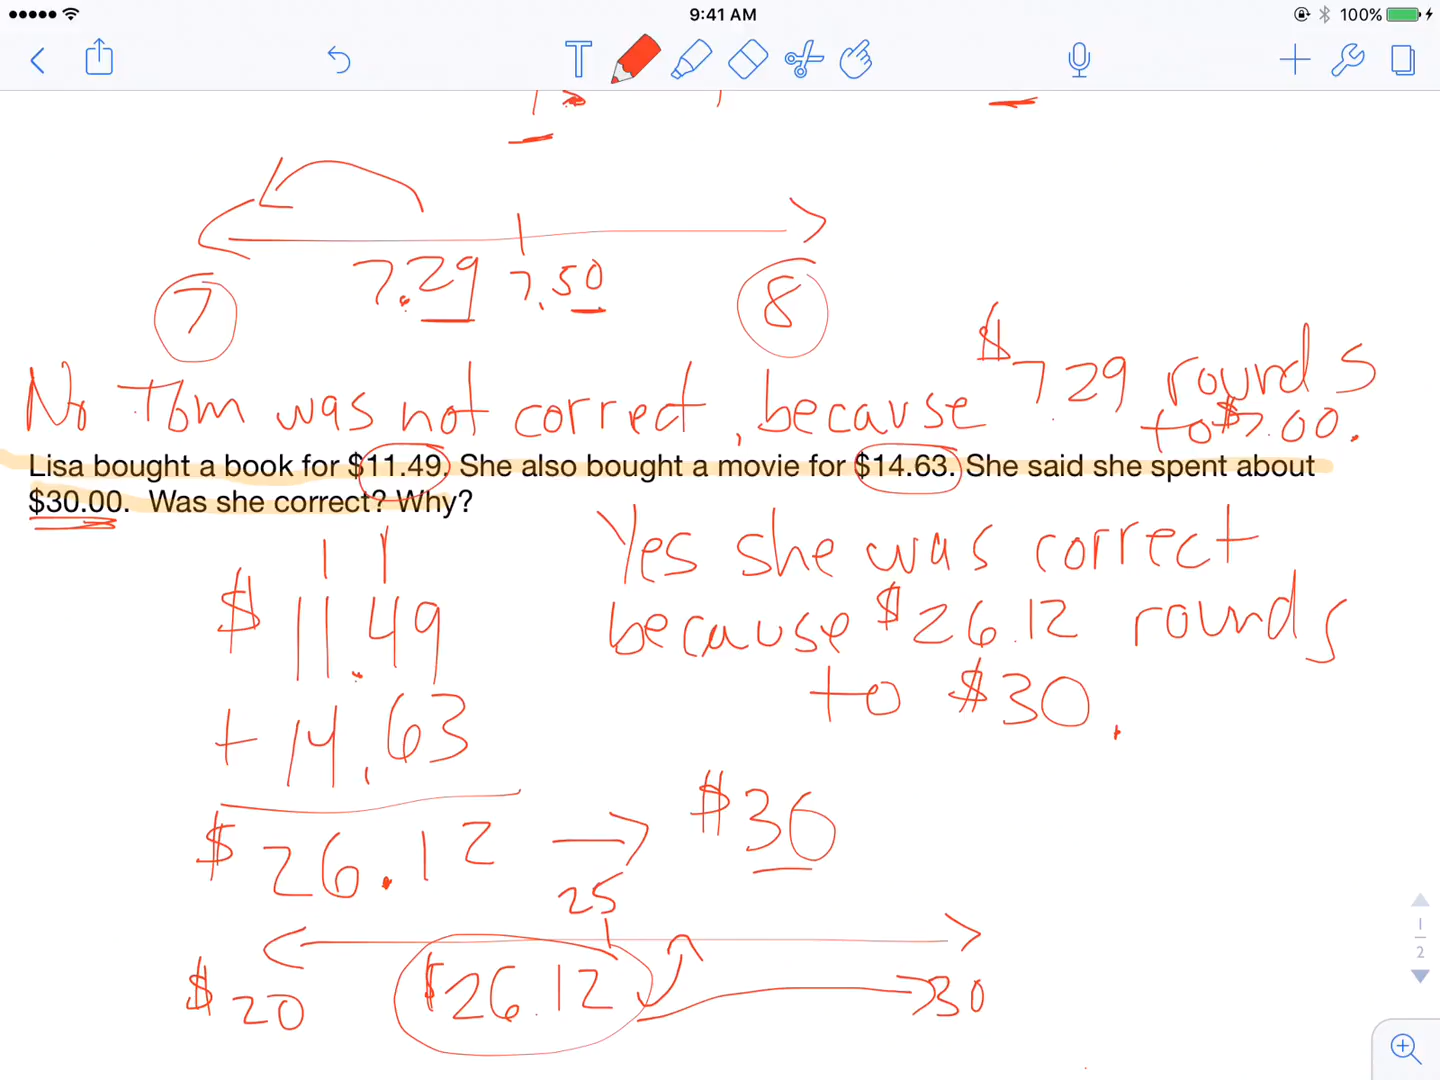 9:41 AM
100%
T
7.29 7.50
7
8
$7.29 rounds
No Tom was not correct, because
to $7.00.
Lisa bought a book for $11.49. She also bought a movie for $14.63. She said she spent about
$30.00. Was she correct? Why?
1 1
Yes she was correct
$11.49
because $26.12 rounds
+ 14.63
to $30.
$30
$26.12
25
1
2
$20
$26.12
30